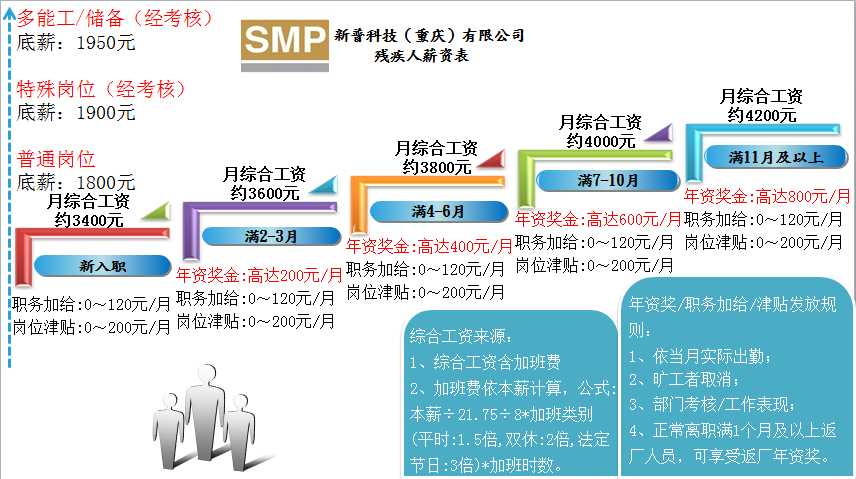 多能工/储备（经考核）
底薪：1950元
特殊岗位（经考核）
底薪：1900元
普通岗位
底薪：1800元
SMP
新普科技（重庆）有限公司
残疾人薪资表
月综合工资
约3400元
新入职
职务加给:0～120元/月
岗位津贴:0～200元/月
月综合工资
约3600元
满2-3月
年资奖金:高达200元/月
职务加给:0～120元/月
岗位津贴:0～200元/月
月综合工资
约3800元
满4-6月
年资奖金:高达400元/月
职务加给:0～120元/月
岗位津贴:0～200元/月
月综合工资
约4000元
满7-10月
年资奖金:高达600元/月
职务加给:0～120元/月
岗位津贴:0～200元/月
月综合工资
约4200元
满11月及以上
年资奖金:高达800元/月
职务加给:0～120元/月
岗位津贴:0～200元/月
综合工资来源：
1、综合工资含加班费
2、加班费依本薪计算，公式:
本薪÷21.75÷8*加班类别
(平时:1.5倍,双休:2倍,法定
节日:3倍)*加班时数。
年资奖/职务加给/津贴发放规
则：
1、依当月实际出勤；
2、旷工者取消；
3、部门考核/工作表现；
4、正常离职满1个月及以上返
厂人员，可享受返厂年资奖。